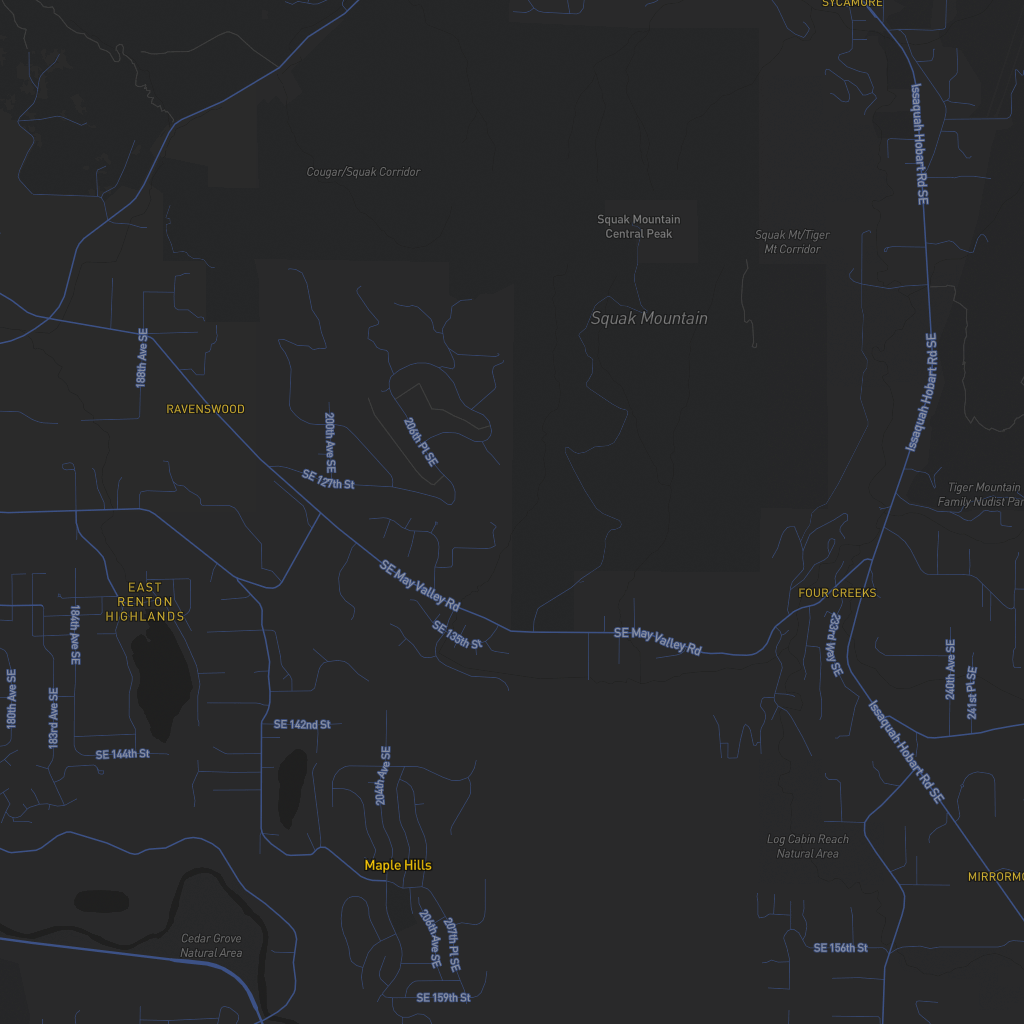 SYCAMORE
Issaquah Hobart Rd SE
Cougar/Squak Corridor
Squak Mountain
Central Peak
Squak Mt/Tiger
Mt Corridor
Squak Mountain
188th Ave SE
Issaquah Hobart Rd SE
RAVENSWOOD
200th Ave SE
206th Pl SE
SE 127th St
Tiger Mountain
Family Nudist Par
EAST
RENTON
HIGHLANDS
SE May Valley Rd
FOUR CREEKS
184th Ave SE
SE 135th St
SE May Valley Rd
233rd Way SE
240th Ave SE
241st Pl SE
180th Ave SE
183rd Ave SE
SE 142nd St
SE 144th St
204th Ave SE
Issaquah Hobart Rd SE
Log Cabin Reach
Natural Area
Maple Hills
MIRRORMO
206th Ave SE
207th Pl SE
Cedar Grove
Natural Area
SE 156th St
SE 159th St